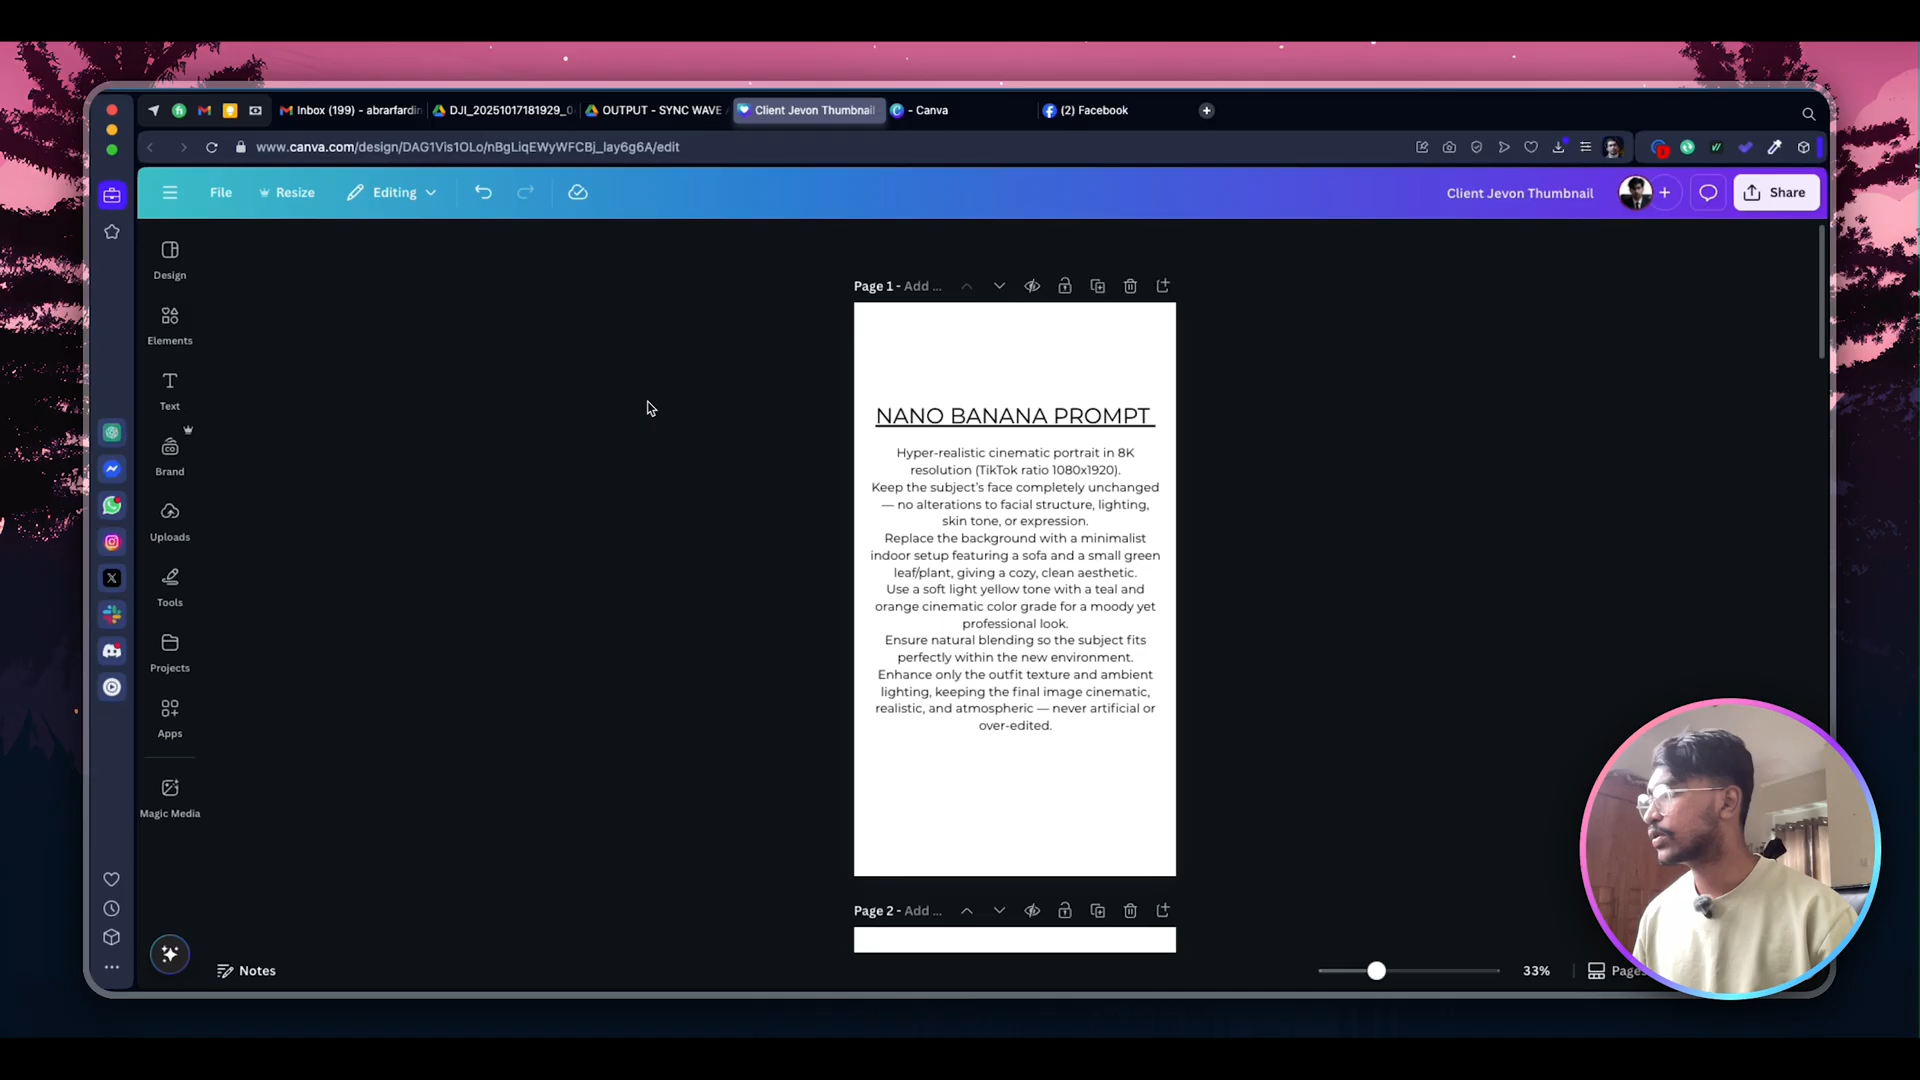 Inbox (199) - abrarfardin
DJI_20251017181929_0
OUTPUT - SYNC WAVE
Client Jevon Thumbnail
- Canva
(2) Facebook
www.canva.com/design/DAG1Vis1OLo/nBgLiqEWyWFCBj_lay6g6A/edit
File
Resize
Editing
Client Jevon Thumbnail
Share
Design
Elements
Text
Brand
Uploads
Tools
Projects
Apps
Magic Media
Page 1 - Add ...
NANO BANANA PROMPT
Hyper-realistic cinematic portrait in 8K
resolution (TikTok ratio 1080x1920).
Keep the subject's face completely unchanged
— no alterations to facial structure, lighting,
skin tone, or expression.
Replace the background with a minimalist
indoor setup featuring a sofa and a small green
leaf/plant, giving a cozy, clean aesthetic.
Use a soft light yellow tone with a teal and
orange cinematic color grade for a moody yet
professional look.
Ensure natural blending so the subject fits
perfectly within the new environment.
Enhance only the outfit texture and ambient
lighting, keeping the final image cinematic,
realistic, and atmospheric — never artificial or
over-edited.
Page 2 - Add ...
Notes
33%
Pages